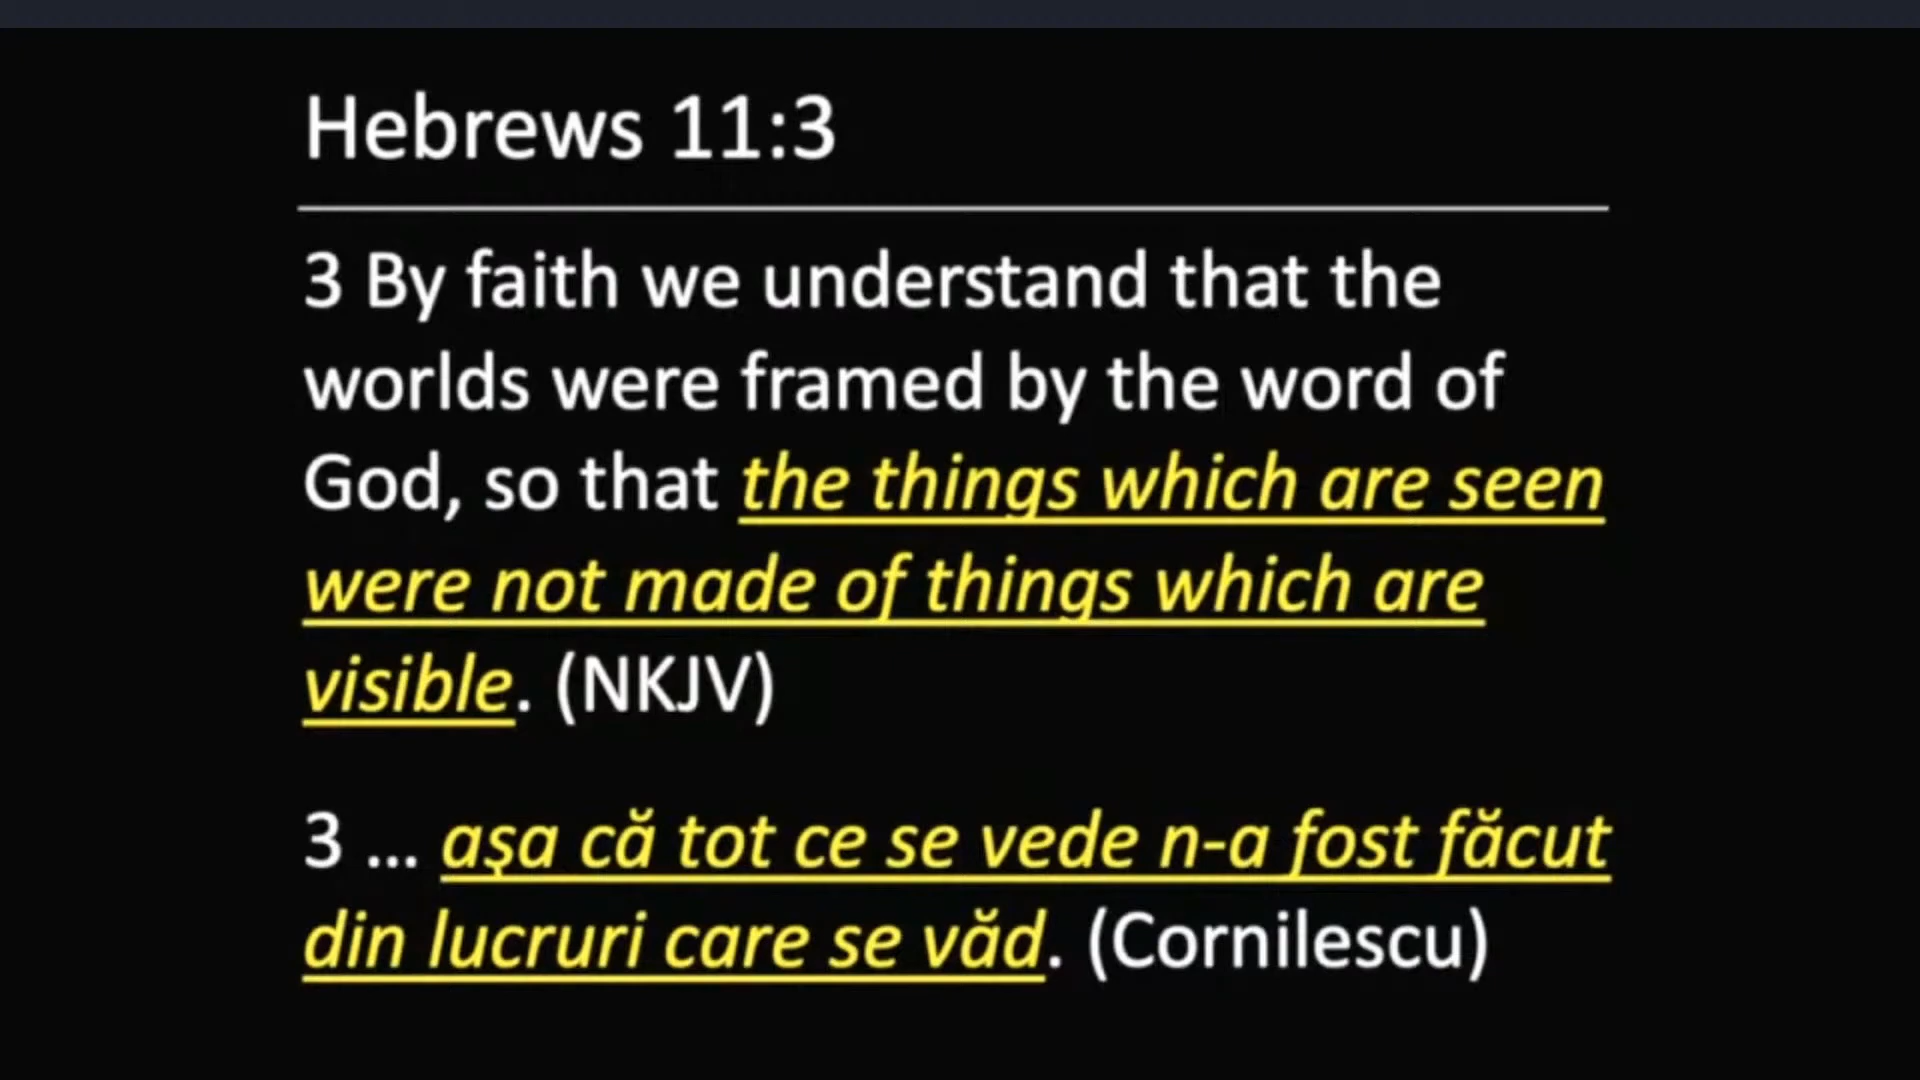 Hebrews 11:3
3 By faith we understand that the
worlds were framed by the word of
God, so that the things which are seen
were not made of things which are
visible. (NKJV)
3 ... aşa că tot ce se vede n-a fost făcut
din lucruri care se văd. (Cornilescu)